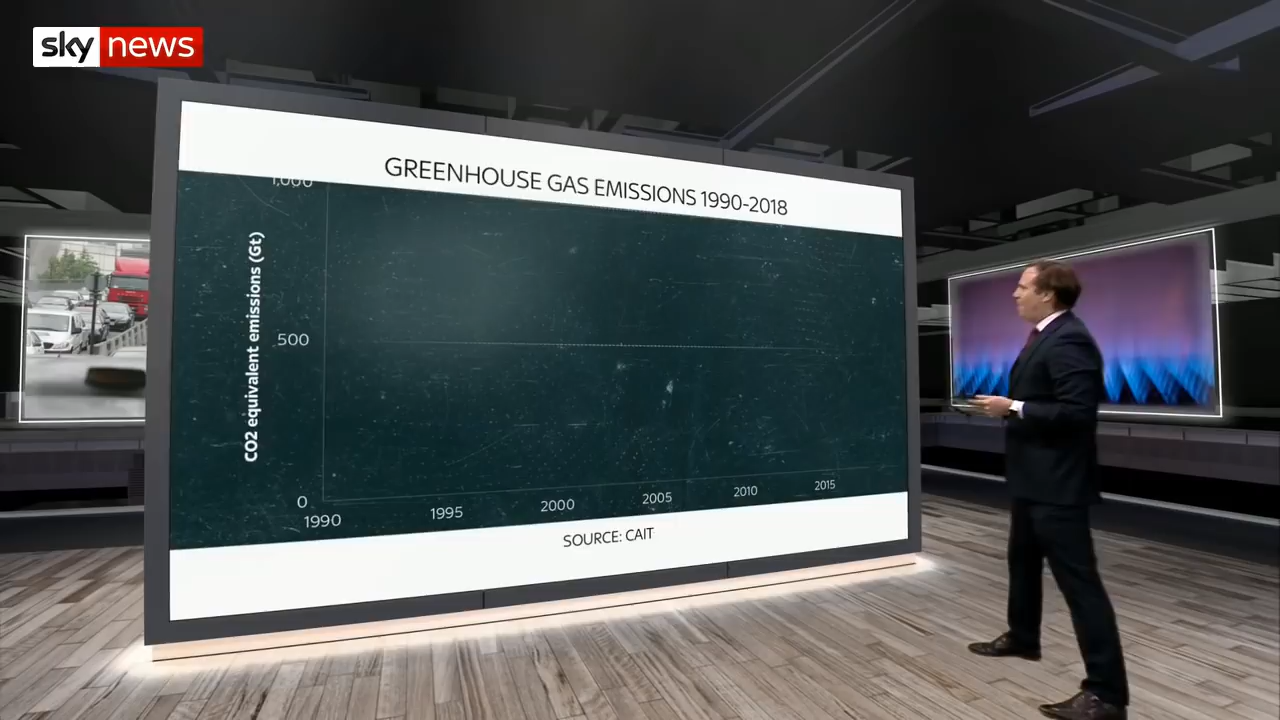 sky news
GREENHOUSE GAS EMISSIONS 1990-2018
1,000
CO2 equivalent emissions (Gt)
500
0
1990 1995 2000 2005 2010 2015
SOURCE: CAIT